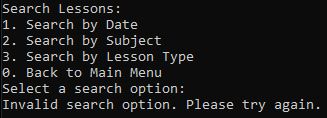 Search Lessons:
1. Search by Date
2. Search by Subject
3. Search by Lesson Type
0. Back to Main Menu
Select a search option:
Invalid search option. Please try again.